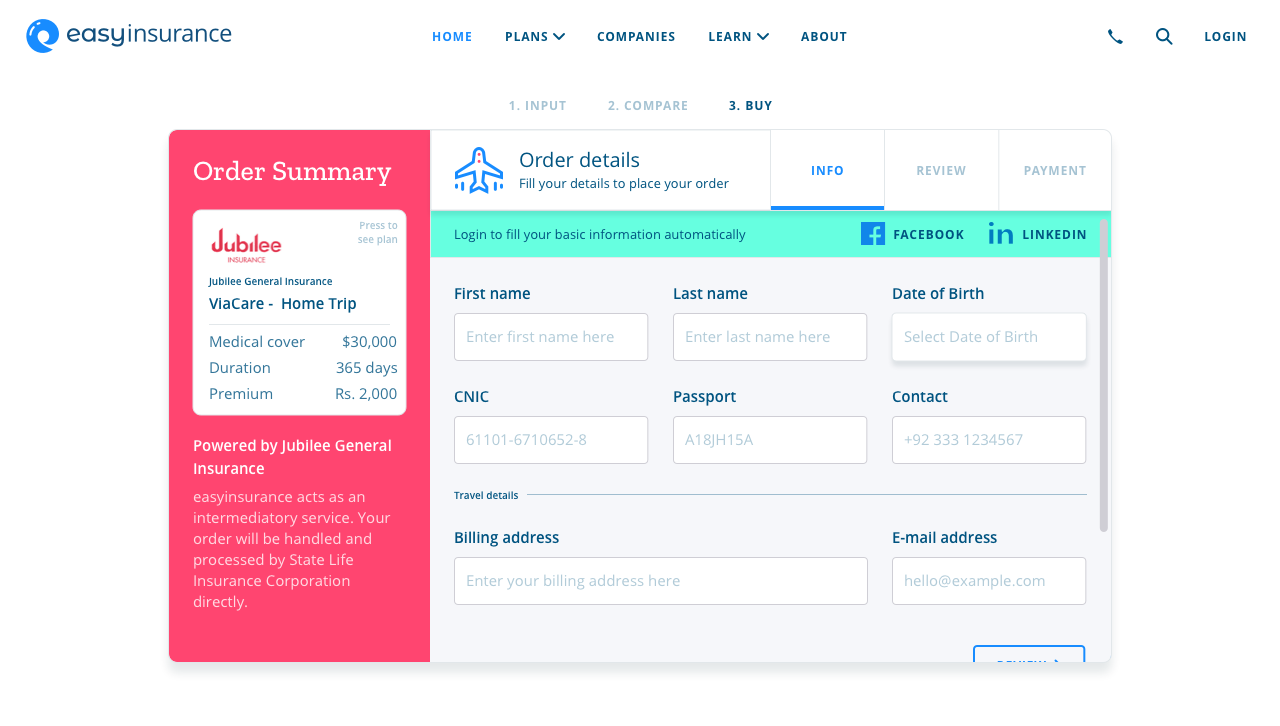 easyinsurance
HOME
PLANS
COMPANIES
LEARN
ABOUT
LOGIN
1. INPUT
2. COMPARE
3. BUY
Order Summary
Jubilee
INSURANCE
Press to
see plan
Jubilee General Insurance
ViaCare - Home Trip
Medical cover $30,000
Duration 365 days
Premium Rs. 2,000
Powered by Jubilee General
Insurance
easyinsurance acts as an
intermediatory service. Your
order will be handled and
processed by State Life
Insurance Corporation
directly.
Order details
Fill your details to place your order
INFO
REVIEW
PAYMENT
Login to fill your basic information automatically
FACEBOOK
LINKEDIN
First name
Enter first name here
Last name
Enter last name here
Date of Birth
Select Date of Birth
CNIC
61101-6710652-8
Passport
A18JH15A
Contact
+92 333 1234567
Travel details
Billing address
Enter your billing address here
E-mail address
hello@example.com
REVIEW